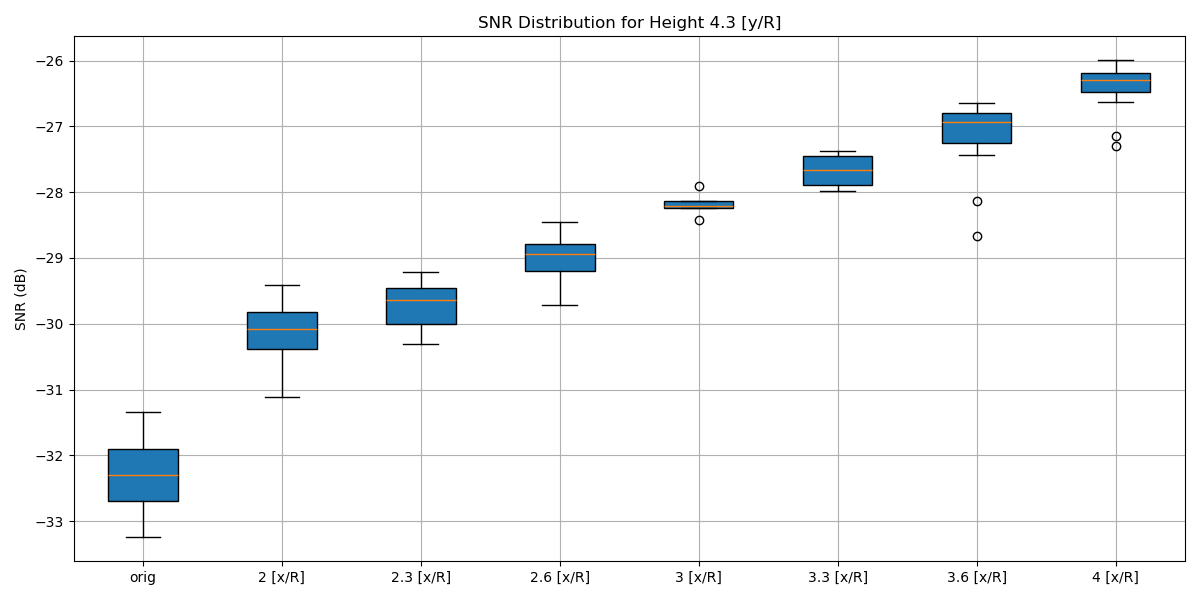 SNR Distribution for Height 4.3 [y/R]
SNR (dB)
−26
−27
−28
−29
−30
−31
−32
−33
orig
2 [x/R]
2.3 [x/R]
2.6 [x/R]
3 [x/R]
3.3 [x/R]
3.6 [x/R]
4 [x/R]